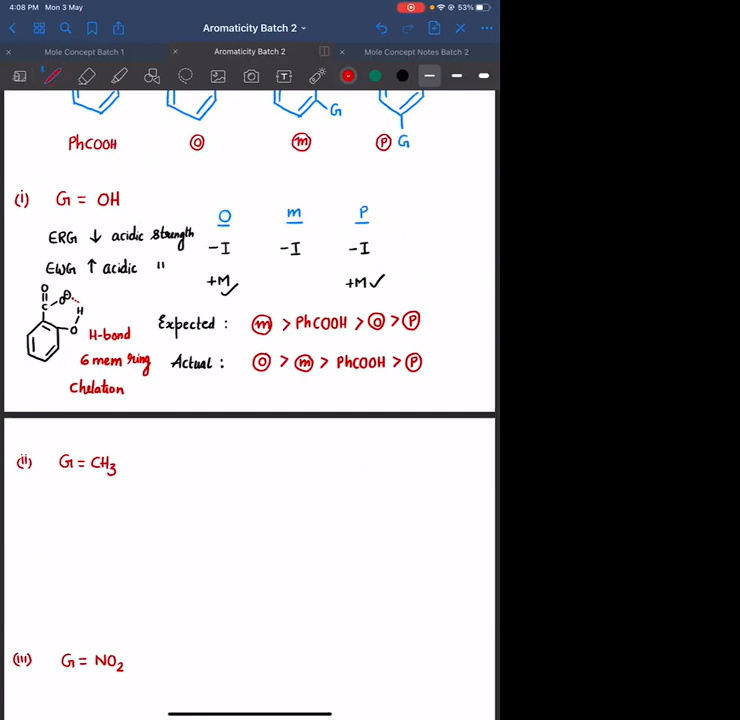 4:08 PM Mon 3 May
53%
Aromaticity Batch 2
Mole Concept Batch 1
Aromaticity Batch 2
Mole Concept Notes Batch 2
G
G
PhCOOH
O
m
P
(i) G = OH
O m P
ERG ↓ acidic strength
-I -I -I
EWG ↑ acidic "
+M ✓ +M ✓
O
C
O⊖
H
O
H-bond
6 mem ring
Chelation
Expected : m > PhCOOH > O > P
Actual : O > m > PhCOOH > P
(ii) G = CH3
(iii) G = NO2